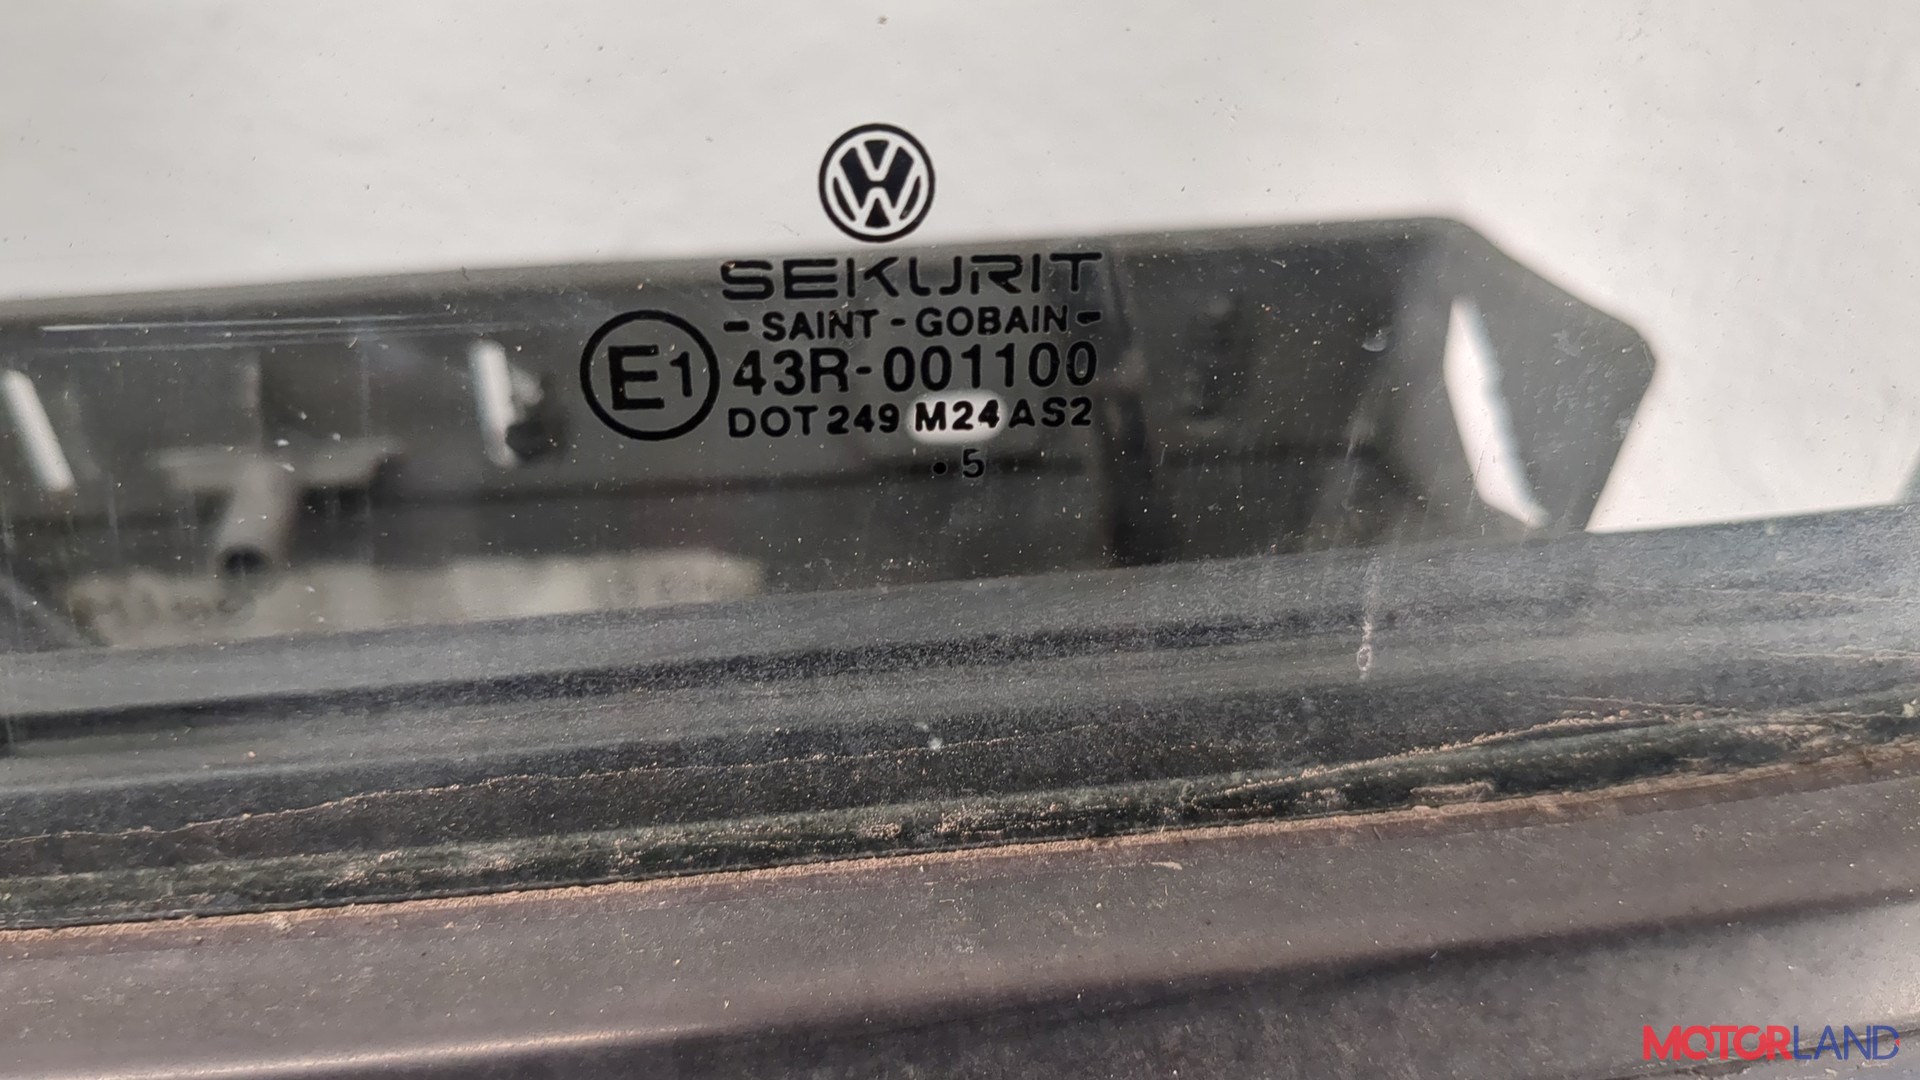 SEKURIT
- SAINT - GOBAIN -
E1 43R-001100
DOT 249 M24 AS2
. 5
MOTORLAND